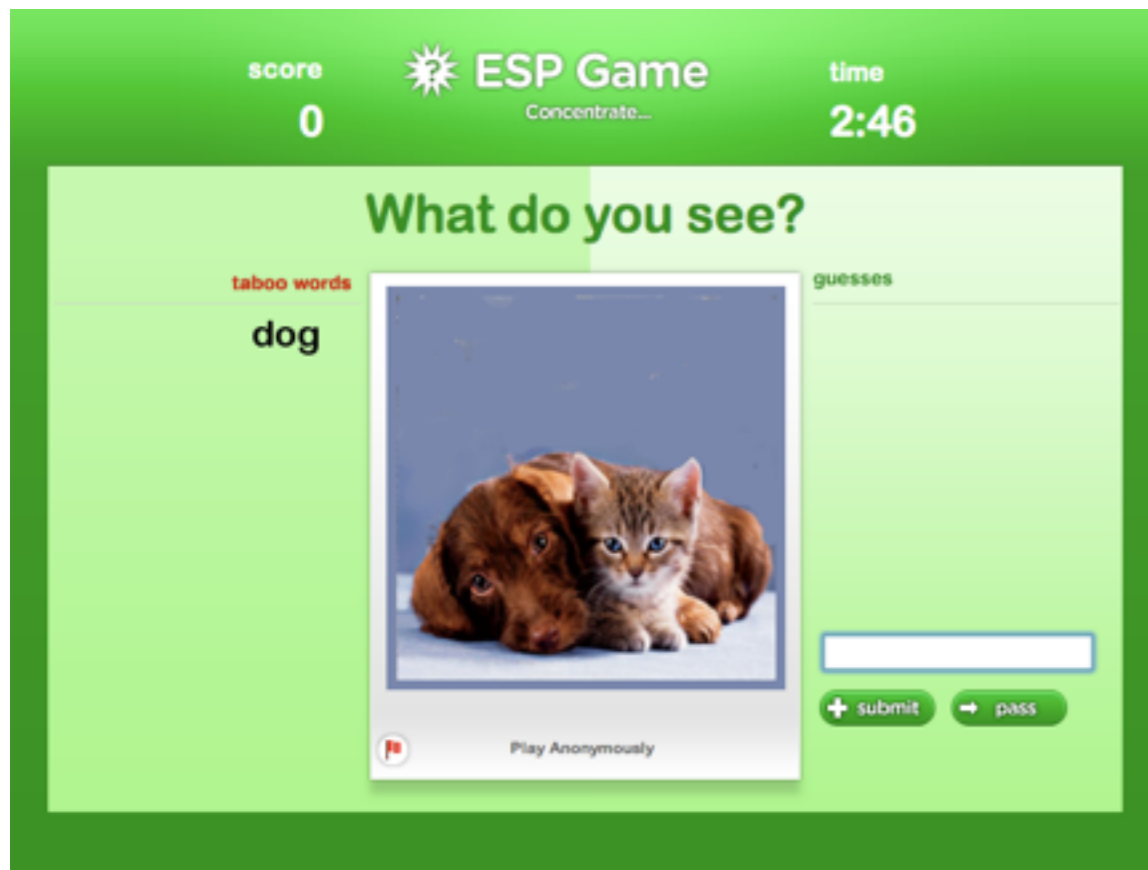 score
0
ESP Game
Concentrate...
time
2:46
What do you see?
taboo words
dog
guesses
submit
pass
Play Anonymously